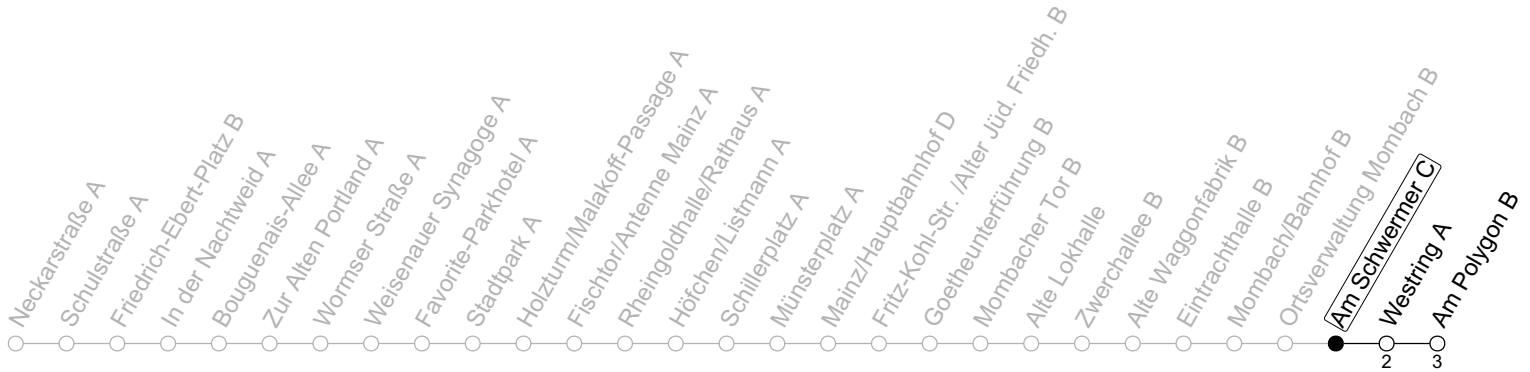 Neckarstraße A
Schulstraße A
Friedrich-Ebert-Platz B
In der Nachtweid A
Bouguenais-Allee A
Zur Alten Portland A
Wormser Straße A
Weisenauer Synagoge A
Favorite-Parkhotel A
Stadtpark A
Holzturm/Malakoff-Passage A
Fischtor/Antenne Mainz A
Rheingoldhalle/Rathaus A
Höfchen/Listmann A
Schillerplatz A
Münsterplatz A
Mainz/Hauptbahnhof D
Fritz-Kohl-Str. /Alter Jüd. Friedh. B
Goetheunterführung B
Mombacher Tor B
Alte Lokhalle
Zwerchallee B
Alte Waggonfabrik B
Eintrachthalle B
Mombach/Bahnhof B
Ortsverwaltung Mombach B
Am Schwermer C
Westring A
Am Polygon B
2
3